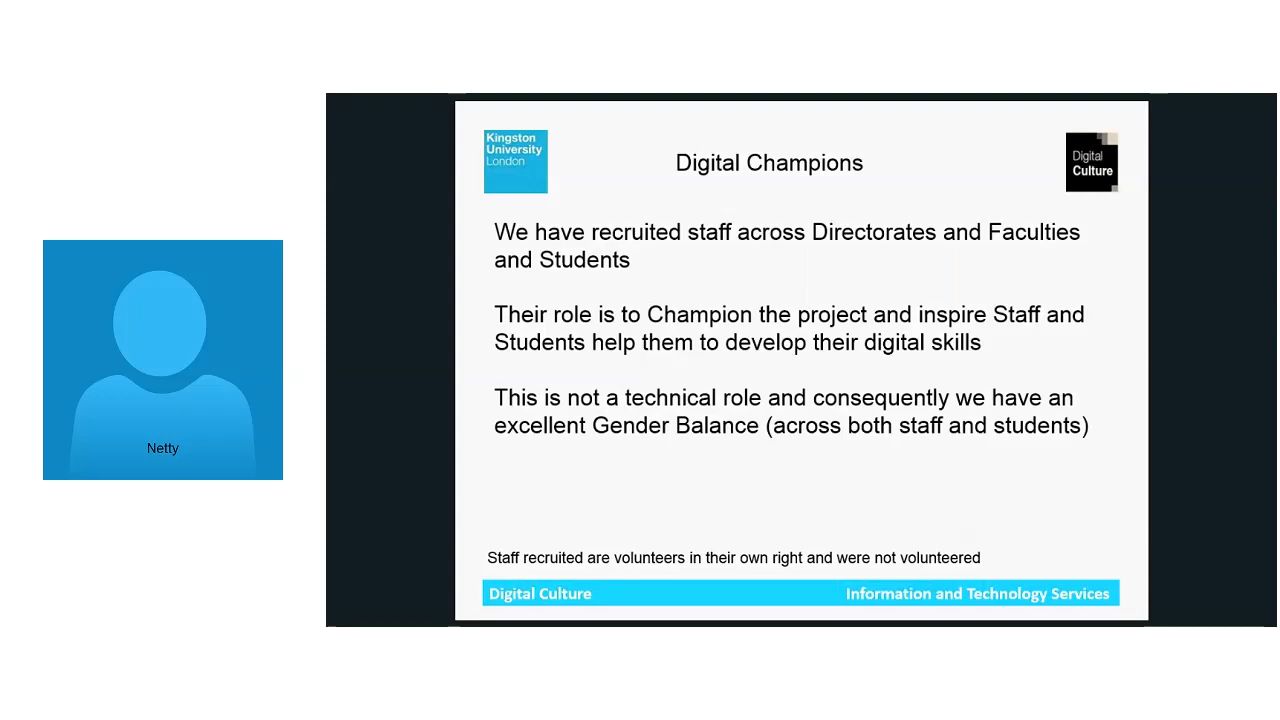 Kingston
University
London
Digital Champions
Digital
Culture
We have recruited staff across Directorates and Faculties
and Students
Their role is to Champion the project and inspire Staff and
Students help them to develop their digital skills
This is not a technical role and consequently we have an
excellent Gender Balance (across both staff and students)
Netty
Staff recruited are volunteers in their own right and were not volunteered
Digital Culture Information and Technology Services